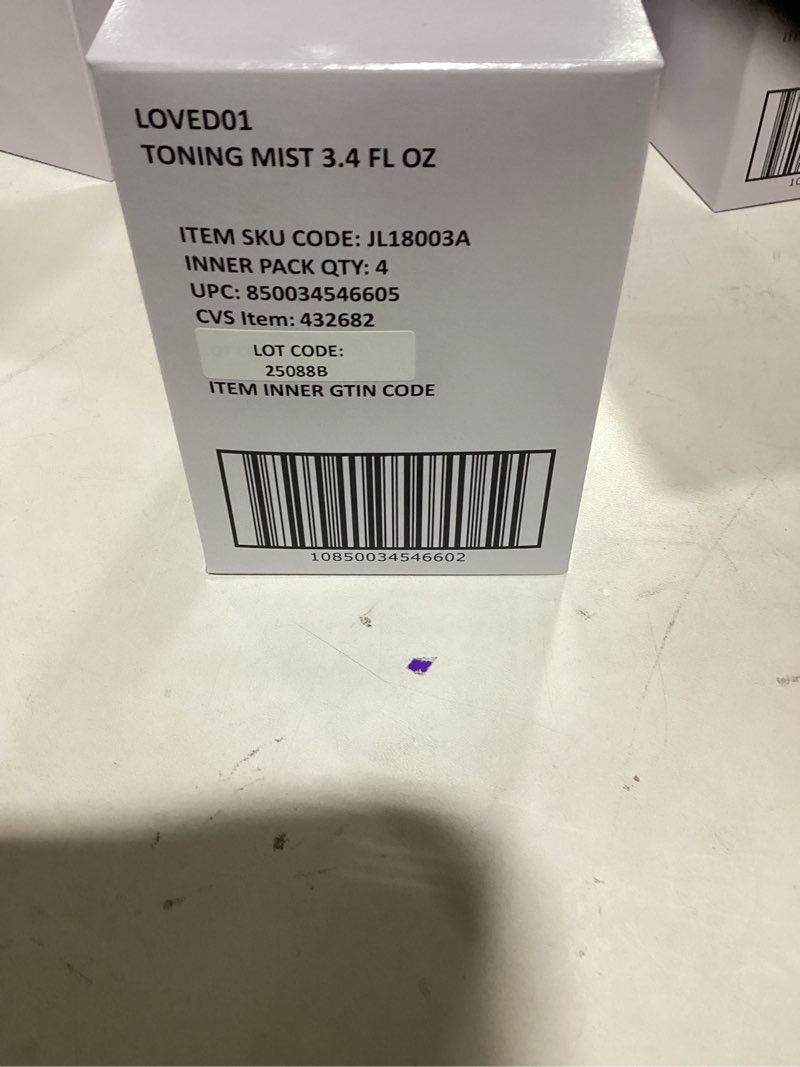 LOVED01
TONING MIST 3.4 FL OZ
ITEM SKU CODE: JL18003A
INNER PACK QTY: 4
UPC: 850034546605
CVS Item: 432682
LOT CODE:
25088B
ITEM INNER GTIN CODE
10850034546602